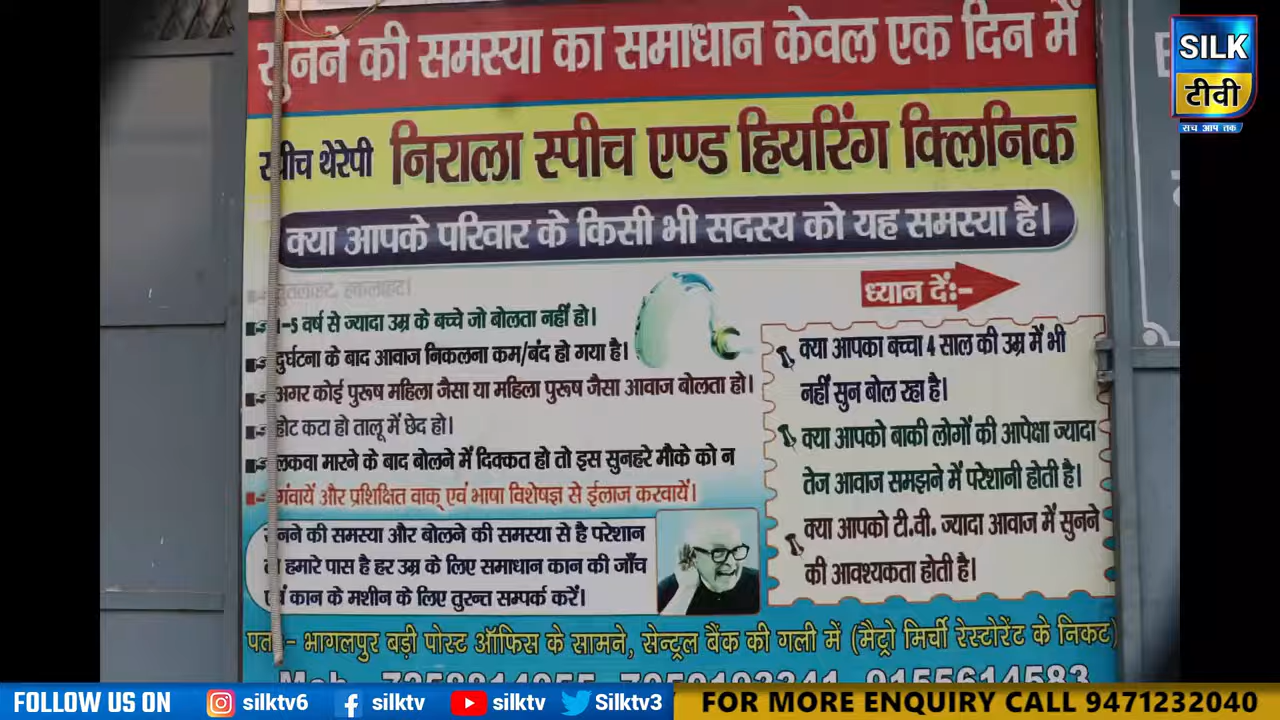 सुनने की समस्या का समाधान केवल एक दिन में
SILK
टीवी
सच आप तक
स्पीच थेरेपी निराला स्पीच एण्ड हियरिंग क्लिनिक
क्या आपके परिवार के किसी भी सदस्य को यह समस्या है।
-5 वर्ष से ज्यादा उम्र के बच्चे जो बोलता नहीं हो।
दुर्घटना के बाद आवाज निकलना कम/बंद हो गया है।
अगर कोई पुरूष महिला जैसा या महिला पुरूष जैसा आवाज बोलता हो।
होट कटा हो तालू में छेद हो।
लकवा मारने के बाद बोलने में दिक्कत हो तो इस सुनहरे मौके को न
गंवायें और प्रशिक्षित वाक् एवं भाषा विशेषज्ञ से ईलाज करवायें।
सुनने की समस्या और बोलने की समस्या से है परेशान
हमारे पास है हर उम्र के लिए समाधान कान की जाँच
एवं कान के मशीन के लिए तुरन्त सम्पर्क करें।
ध्यान दें:-
क्या आपका बच्चा 4 साल की उम्र में भी
नहीं सुन बोल रहा है।
क्या आपको बाकी लोगों की आपेक्षा ज्यादा
तेज आवाज समझने में परेशानी होती है।
क्या आपको टी.वी. ज्यादा आवाज में सुनने
की आवश्यकता होती है।
पता:- भागलपुर बड़ी पोस्ट ऑफिस के सामने, सेन्ट्रल बैंक की गली में (मैट्रो मिर्ची रेस्टोरेंट के निकट)
9155614583
FOLLOW US ON silktv6 silktv silktv Silktv3 FOR MORE ENQUIRY CALL 9471232040